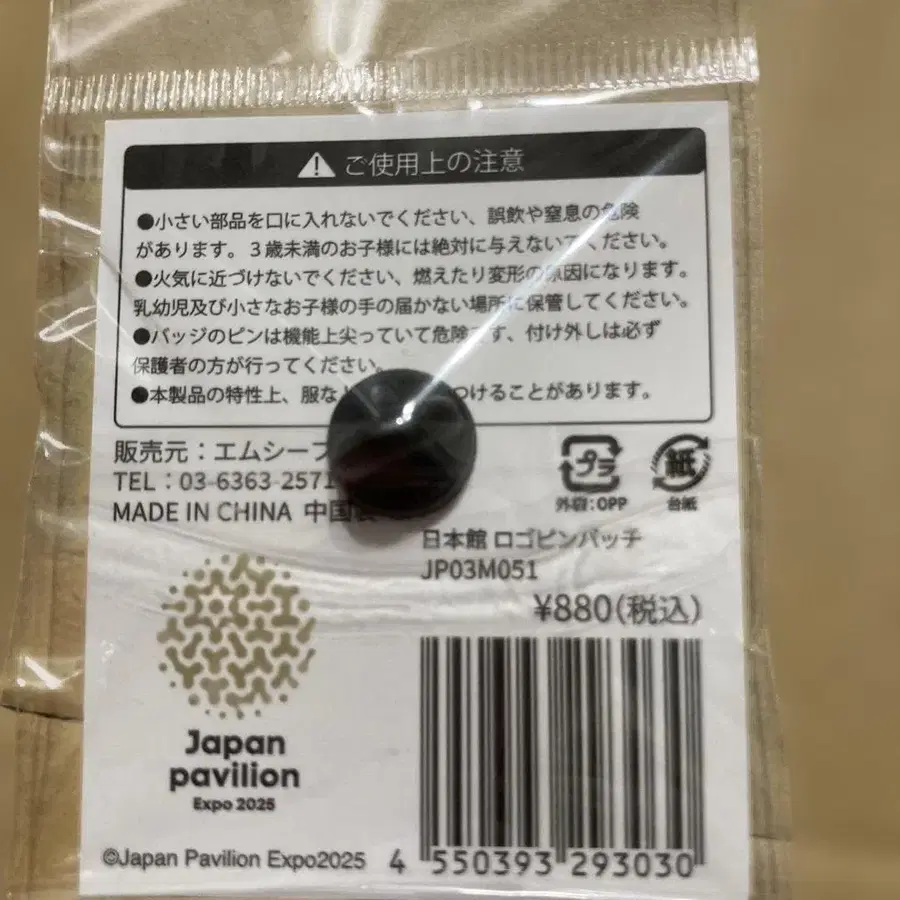 ご使用上の注意
●小さい部品を口に入れないでください、誤飲や窒息の危険
があります。3歳未満のお子様には絶対に与えないでください。
●火気に近づけないでください、燃えたり変形の原因になります。
乳幼児及び小さなお子様の手の届かない場所に保管してください。
●バッジのピンは機能上尖っていて危険です、付け外しは必ず
保護者の方が行ってください。
●本製品の特性上、服な つけることがあります。
販売元:エムシープ
TEL:03-6363-2571
MADE IN CHINA 中国
プラ
外袋:OPP
紙
台紙
日本館 ロゴピンバッチ
JP03M051
¥880(税込)
Japan
pavilion
Expo 2025
©Japan Pavilion Expo2025
4 550393 293030